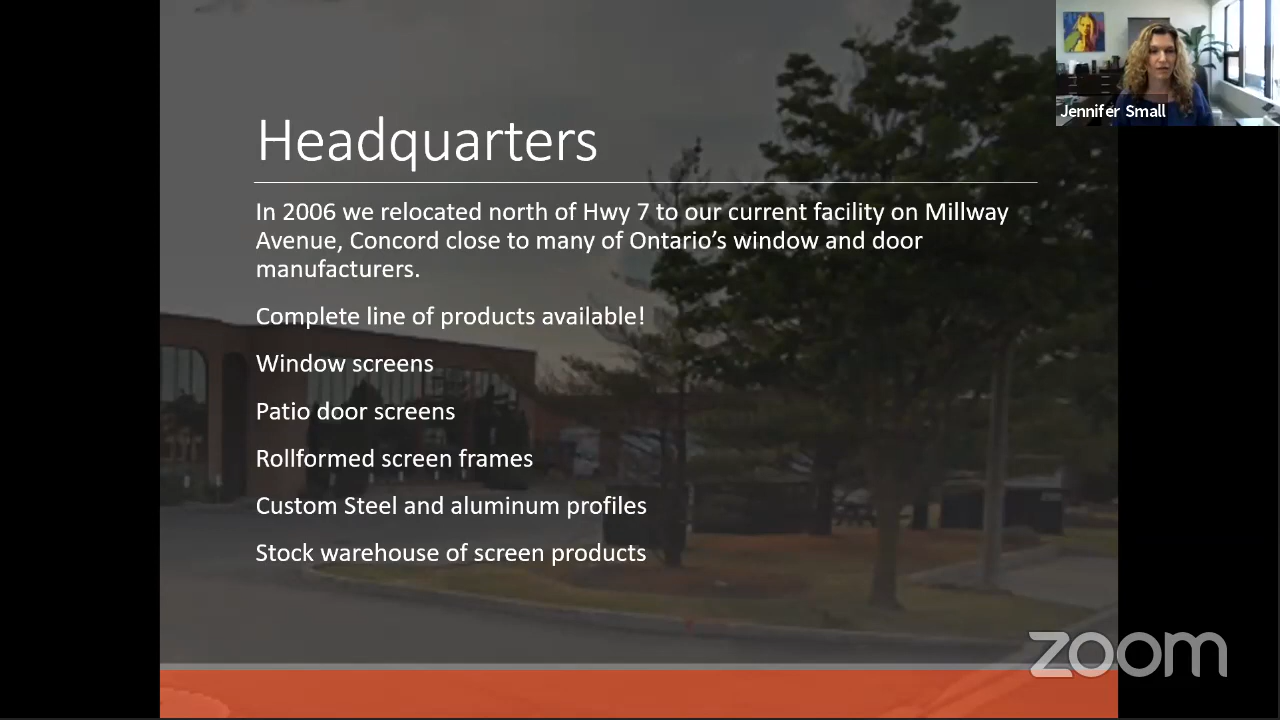 Headquarters
In 2006 we relocated north of Hwy 7 to our current facility on Millway
Avenue, Concord close to many of Ontario’s window and door
manufacturers.
Complete line of products available!
Window screens
Patio door screens
Rollformed screen frames
Custom Steel and aluminum profiles
Stock warehouse of screen products
Jennifer Small
zoom